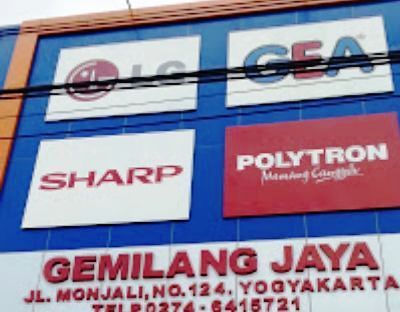 LG
GEA
SHARP
POLYTRON
Memang Canggih
GEMILANG JAYA
JL. MONJALI, NO. 124. YOGYAKARTA
TELP. 0274 - 6415721